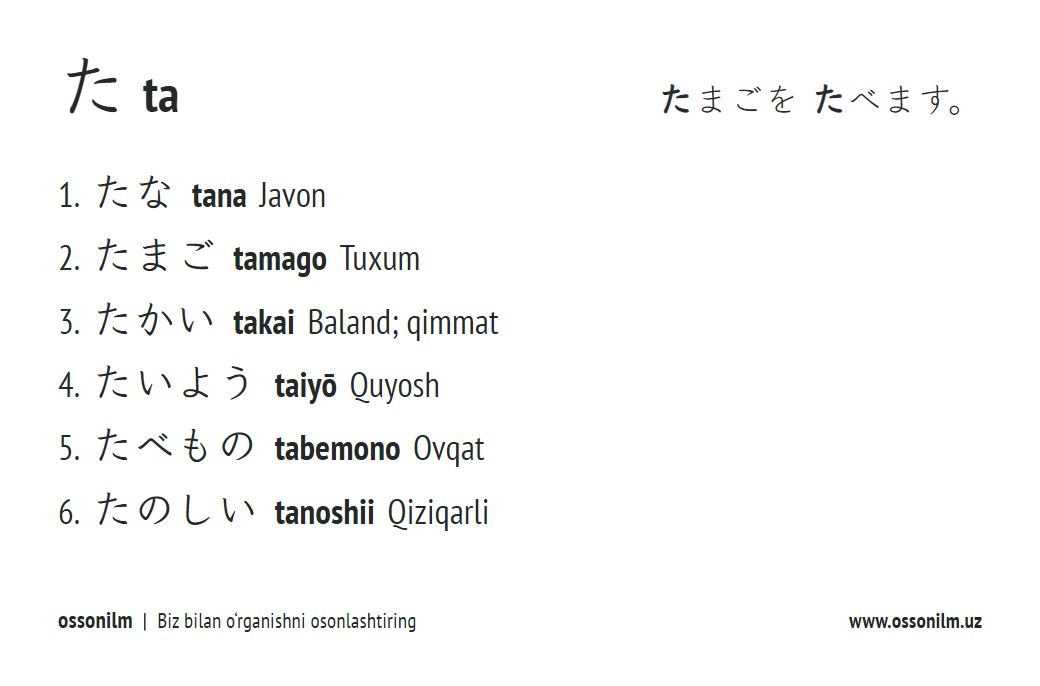 た ta
たまごを たべます。
1. たな tana Javon
2. たまご tamago Tuxum
3. たかい takai Baland; qimmat
4. たいよう taiyō Quyosh
5. たべもの tabemono Ovqat
6. たのしい tanoshii Qiziqarli
ossonilm | Biz bilan o‘rganishni osonlashtiring
www.ossonilm.uz